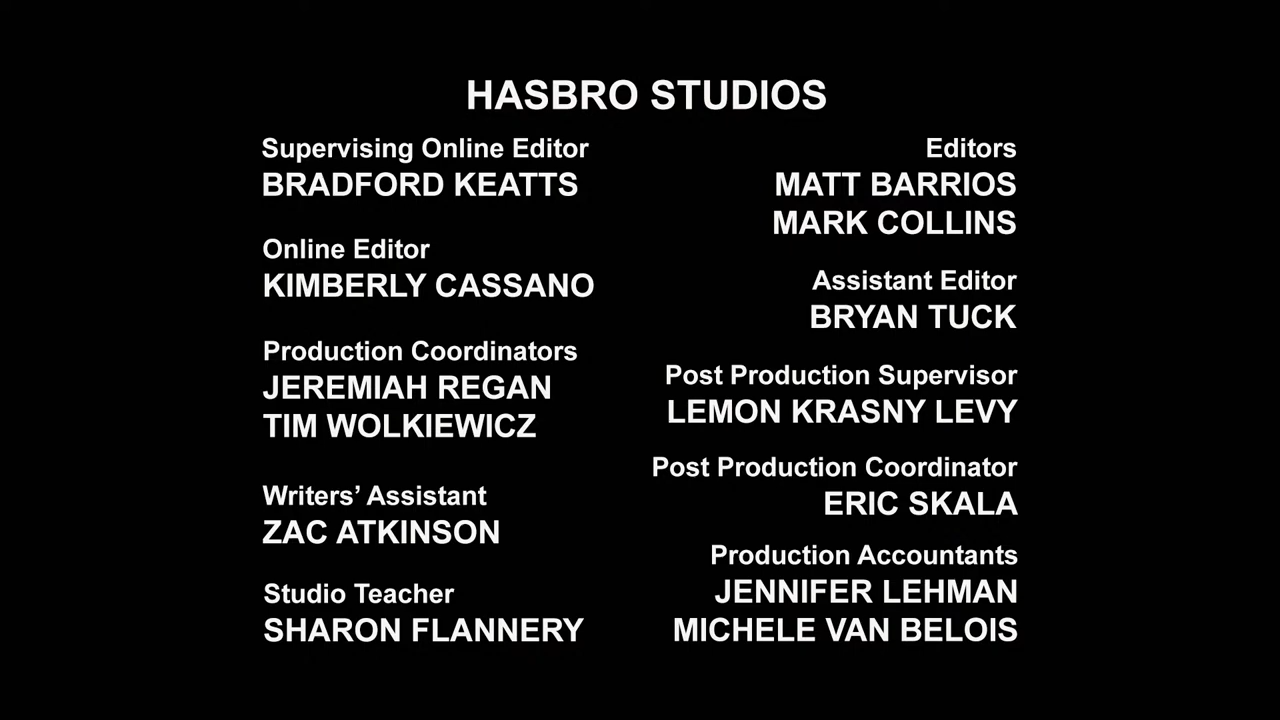 HASBRO STUDIOS
Supervising Online Editor
BRADFORD KEATTS
Online Editor
KIMBERLY CASSANO
Production Coordinators
JEREMIAH REGAN
TIM WOLKIEWICZ
Writers’ Assistant
ZAC ATKINSON
Studio Teacher
SHARON FLANNERY
Editors
MATT BARRIOS
MARK COLLINS
Assistant Editor
BRYAN TUCK
Post Production Supervisor
LEMON KRASNY LEVY
Post Production Coordinator
ERIC SKALA
Production Accountants
JENNIFER LEHMAN
MICHELE VAN BELOIS